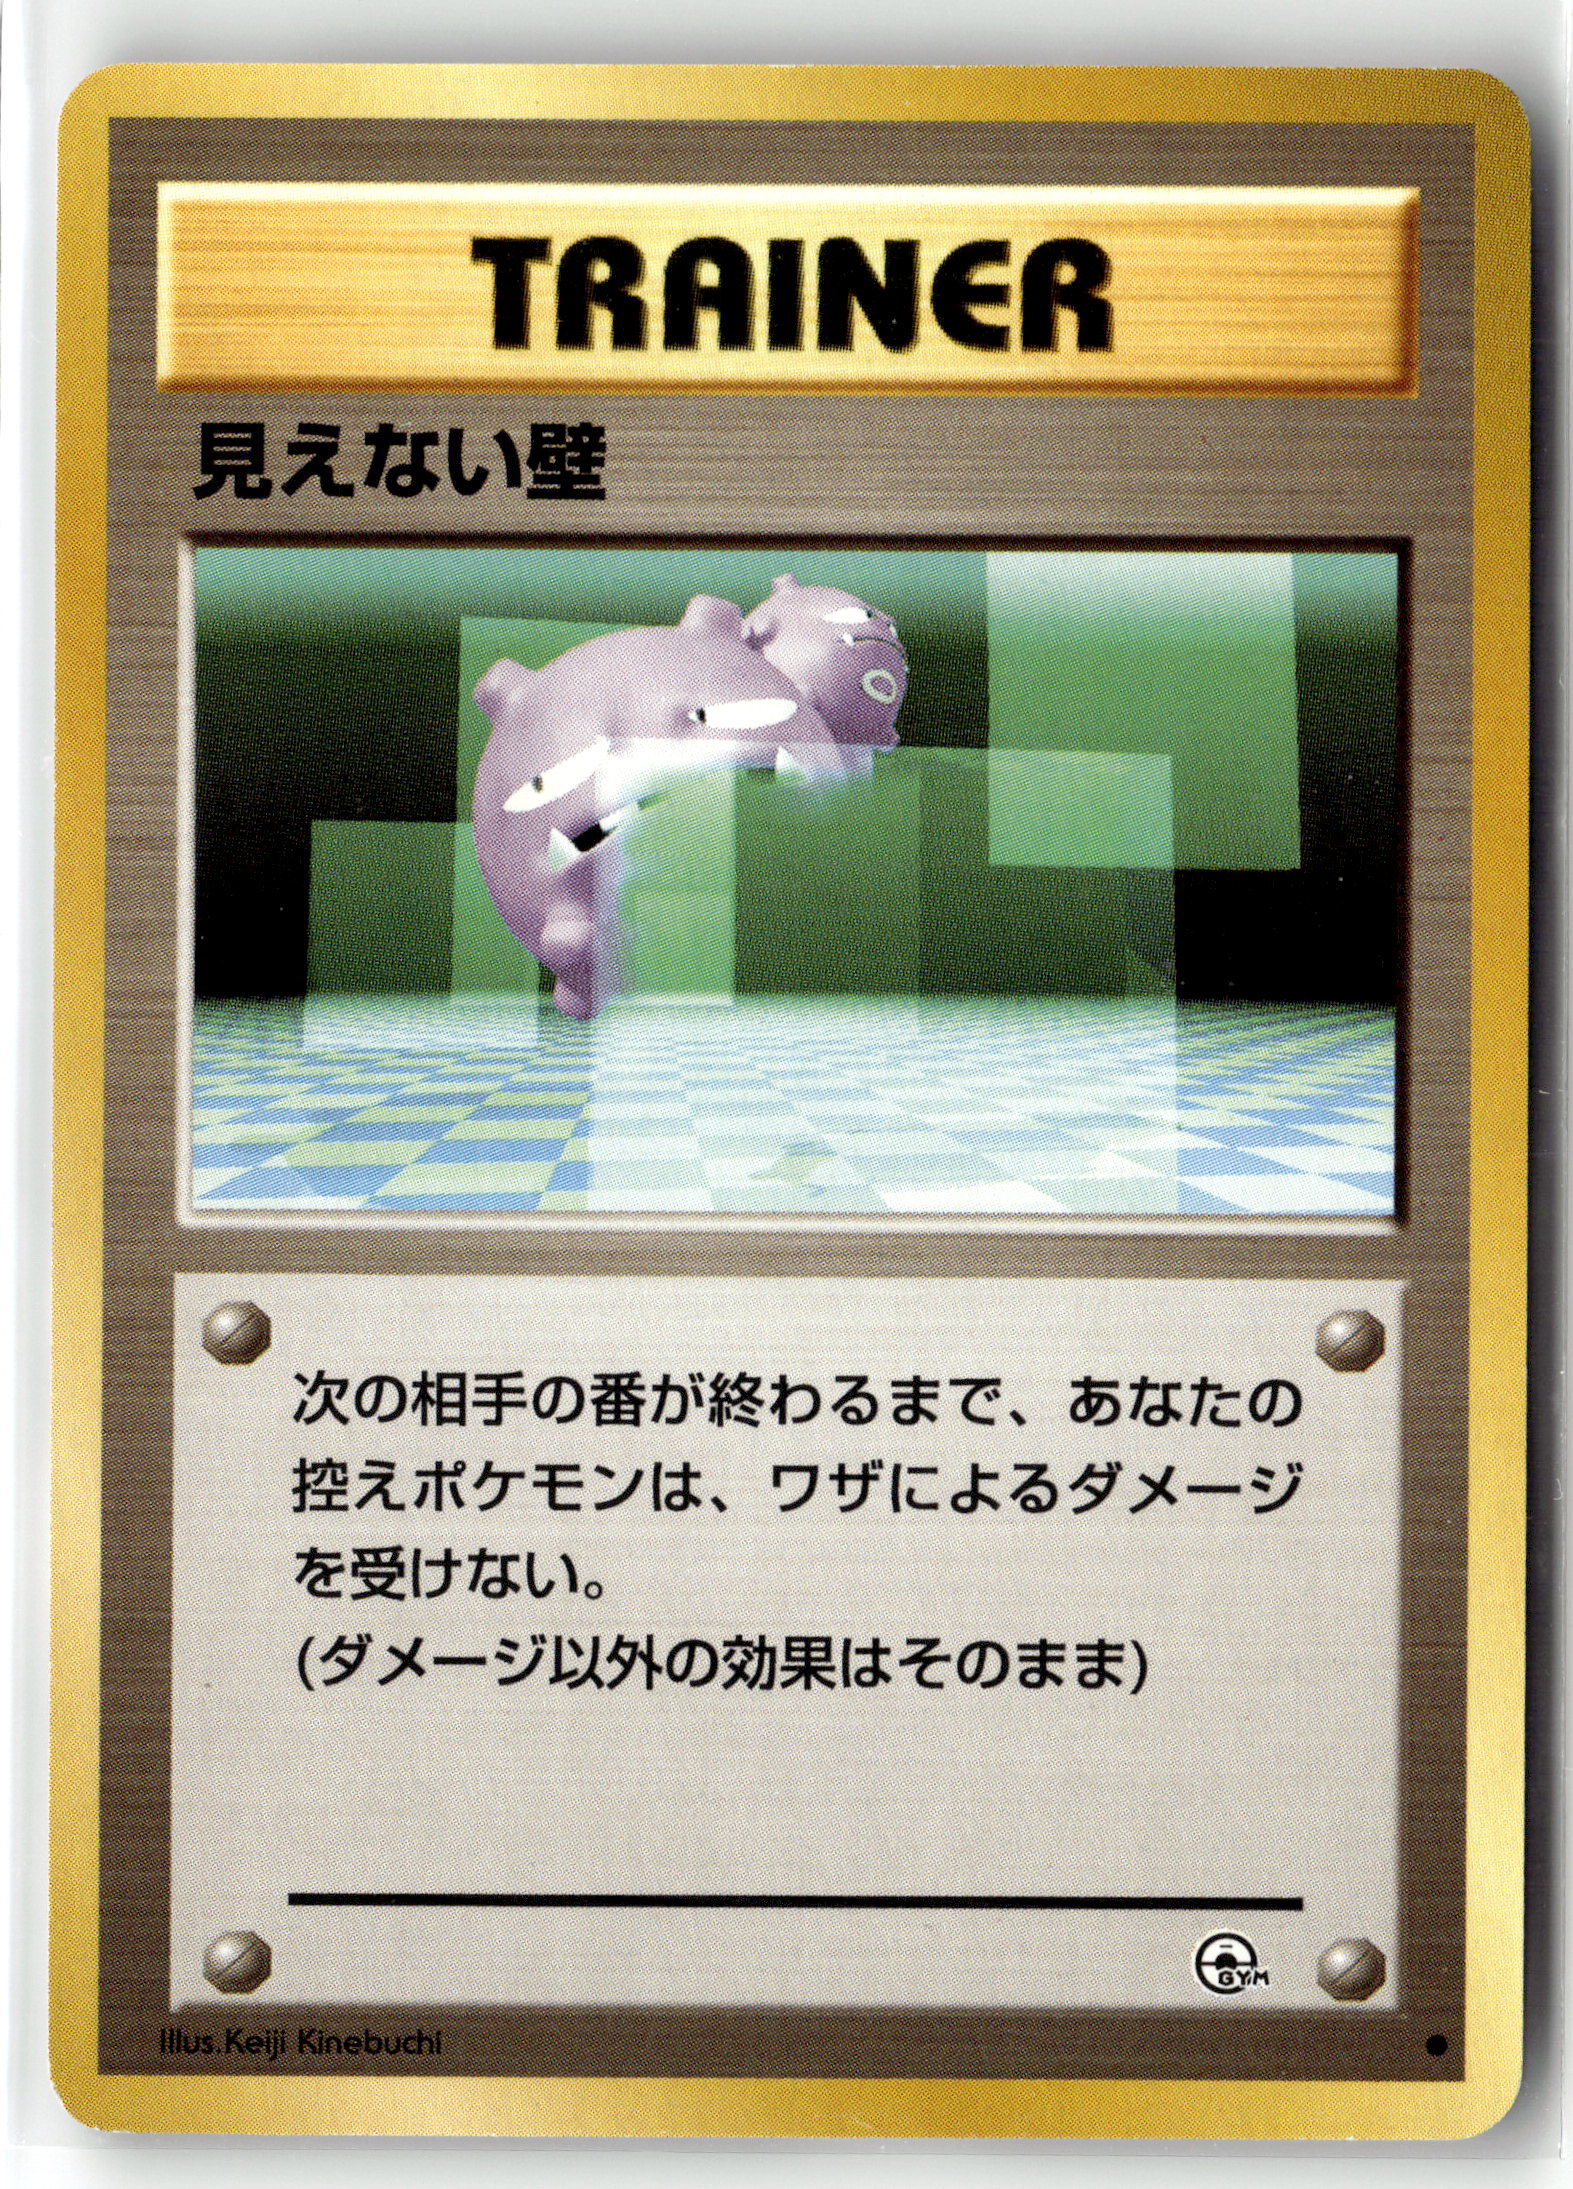 TRAINER
見えない壁
次の相手の番が終わるまで、あなたの
控えポケモンは、ワザによるダメージ
を受けない。
(ダメージ以外の効果はそのまま)
GYM
Illus.Keiji Kinebuchi